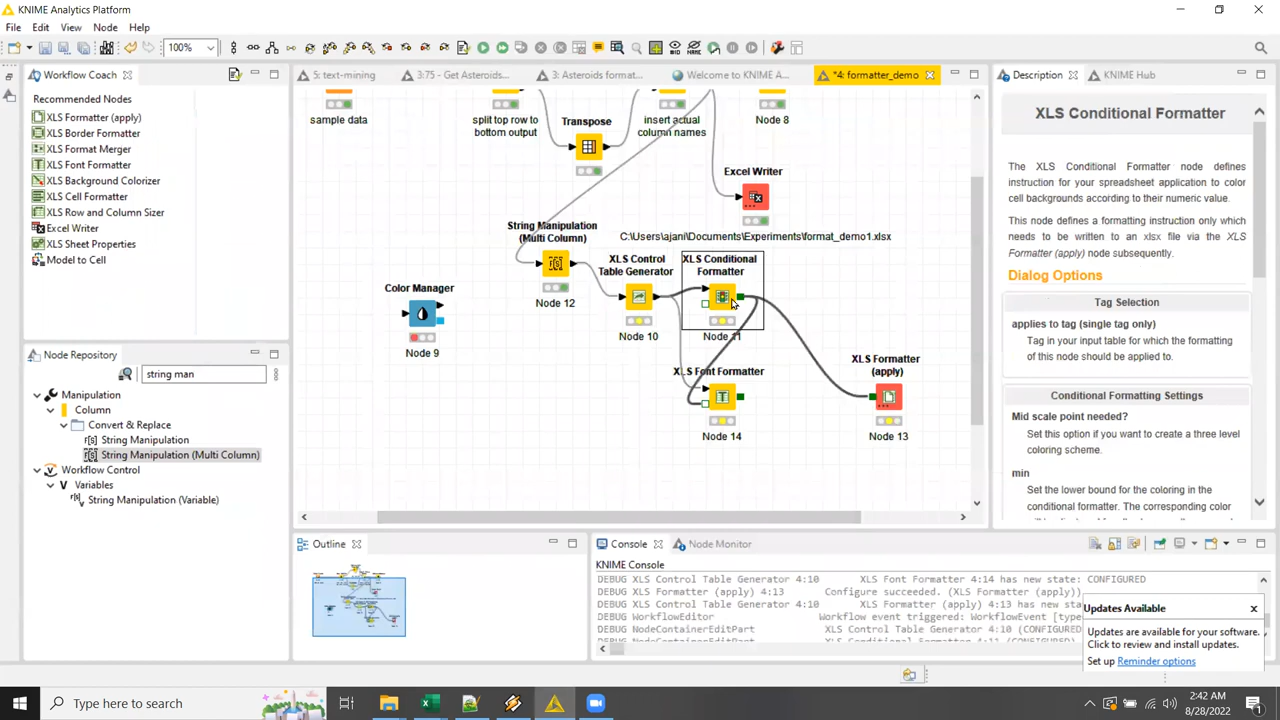 KNIME Analytics Platform
File Edit View Node Help
100%
Workflow Coach
Recommended Nodes
XLS Formatter (apply)
XLS Border Formatter
XLS Format Merger
XLS Font Formatter
XLS Background Colorizer
XLS Cell Formatter
XLS Row and Column Sizer
Excel Writer
XLS Sheet Properties
Model to Cell
Node Repository
string man
Manipulation
Column
Convert & Replace
String Manipulation
String Manipulation (Multi Column)
Workflow Control
Variables
String Manipulation (Variable)
5: text-mining
3:75 - Get Asteroids...
3: Asteroids format...
Welcome to KNIME A...
*4: formatter_demo
sample data
split top row to
bottom output
Transpose
insert actual
column names
Node 8
Excel Writer
C:\Users\ajani\Documents\Experiments\format_demo1.xlsx
String Manipulation
(Multi Column)
Node 12
XLS Control
Table Generator
Node 10
XLS Conditional
Formatter
Node 11
Color Manager
Node 9
XLS Font Formatter
Node 14
XLS Formatter
(apply)
Node 13
Description
KNIME Hub
XLS Conditional Formatter
The XLS Conditional Formatter node defines
instruction for your spreadsheet application to color
cell backgrounds according to their numeric value.
This node defines a formatting instruction only which
needs to be written to an xlsx file via the XLS
Formatter (apply) node subsequently.
Dialog Options
Tag Selection
applies to tag (single tag only)
Tag in your input table for which the formatting
of this node should be applied to.
Conditional Formatting Settings
Mid scale point needed?
Set this option if you want to create a three level
coloring scheme.
min
Set the lower bound for the coloring in the
conditional formatter. The corresponding color
Outline
Console
Node Monitor
KNIME Console
DEBUG XLS Control Table Generator 4:10 XLS Font Formatter 4:14 has new state: CONFIGURED
DEBUG XLS Formatter (apply) 4:13 Configure succeeded. (XLS Formatter (apply))
DEBUG XLS Control Table Generator 4:10 XLS Formatter (apply) 4:13 has new sta
DEBUG WorkflowEditor Workflow event triggered: WorkflowEvent [type
DEBUG NodeContainerEditPart XLS Control Table Generator 4:10 (CONFIGURED)
Updates Available
Updates are available for your software.
Click to review and install updates.
Set up Reminder options
Type here to search
2:42 AM
8/28/2022